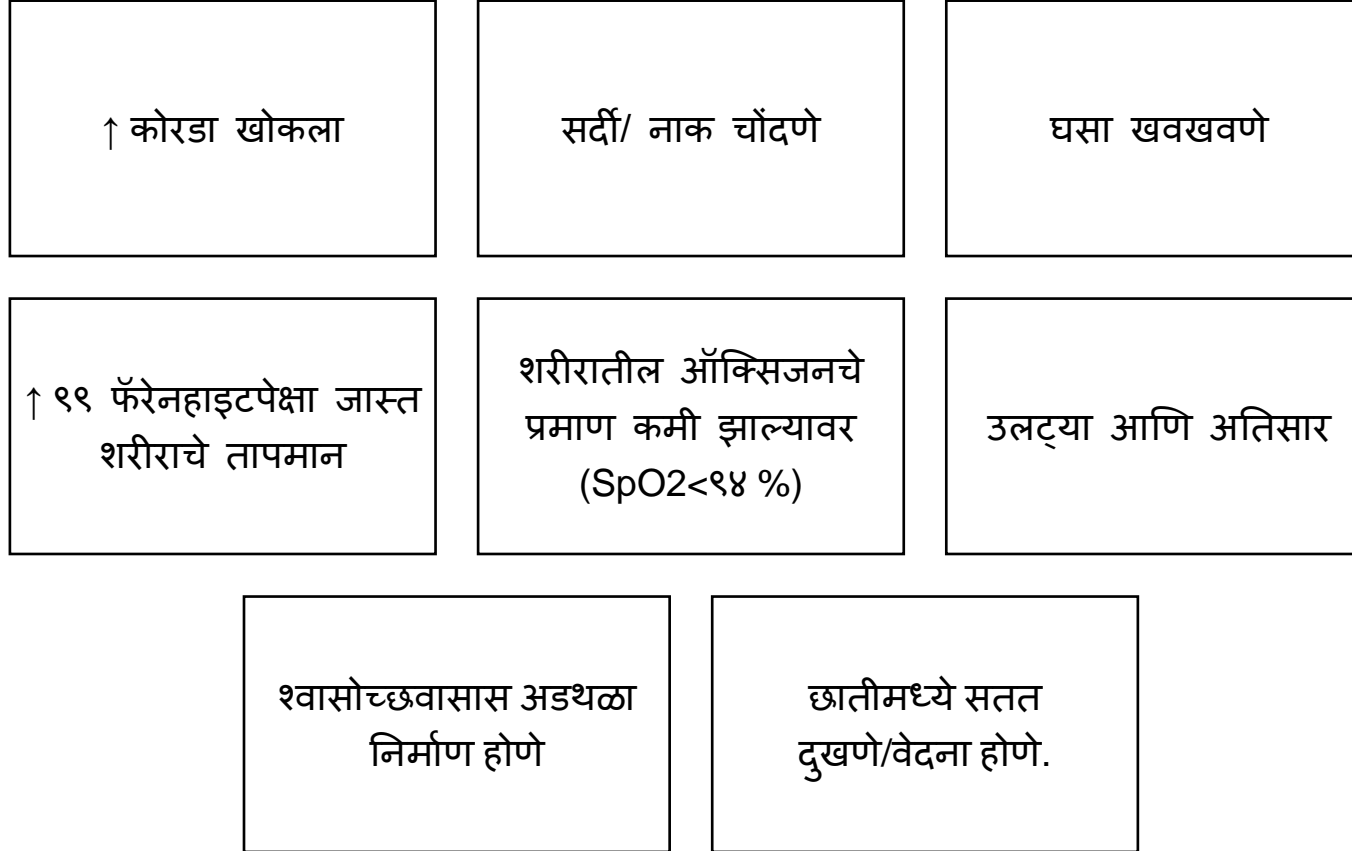 ↑ कोरडा खोकला
सर्दी/ नाक चोंदणे
घसा खवखवणे
↑ ९९ फॅरेनहाइटपेक्षा जास्त
शरीराचे तापमान
शरीरातील ऑक्सिजनचे
प्रमाण कमी झाल्यावर
(SpO2<९४ %)
उलट्या आणि अतिसार
श्वासोच्छवासास अडथळा
निर्माण होणे
छातीमध्ये सतत
दुखणे/वेदना होणे.